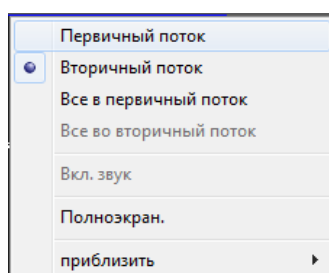 Первичный поток
Вторичный поток
Все в первичный поток
Все во вторичный поток
Вкл. звук
Полноэкран.
приблизить